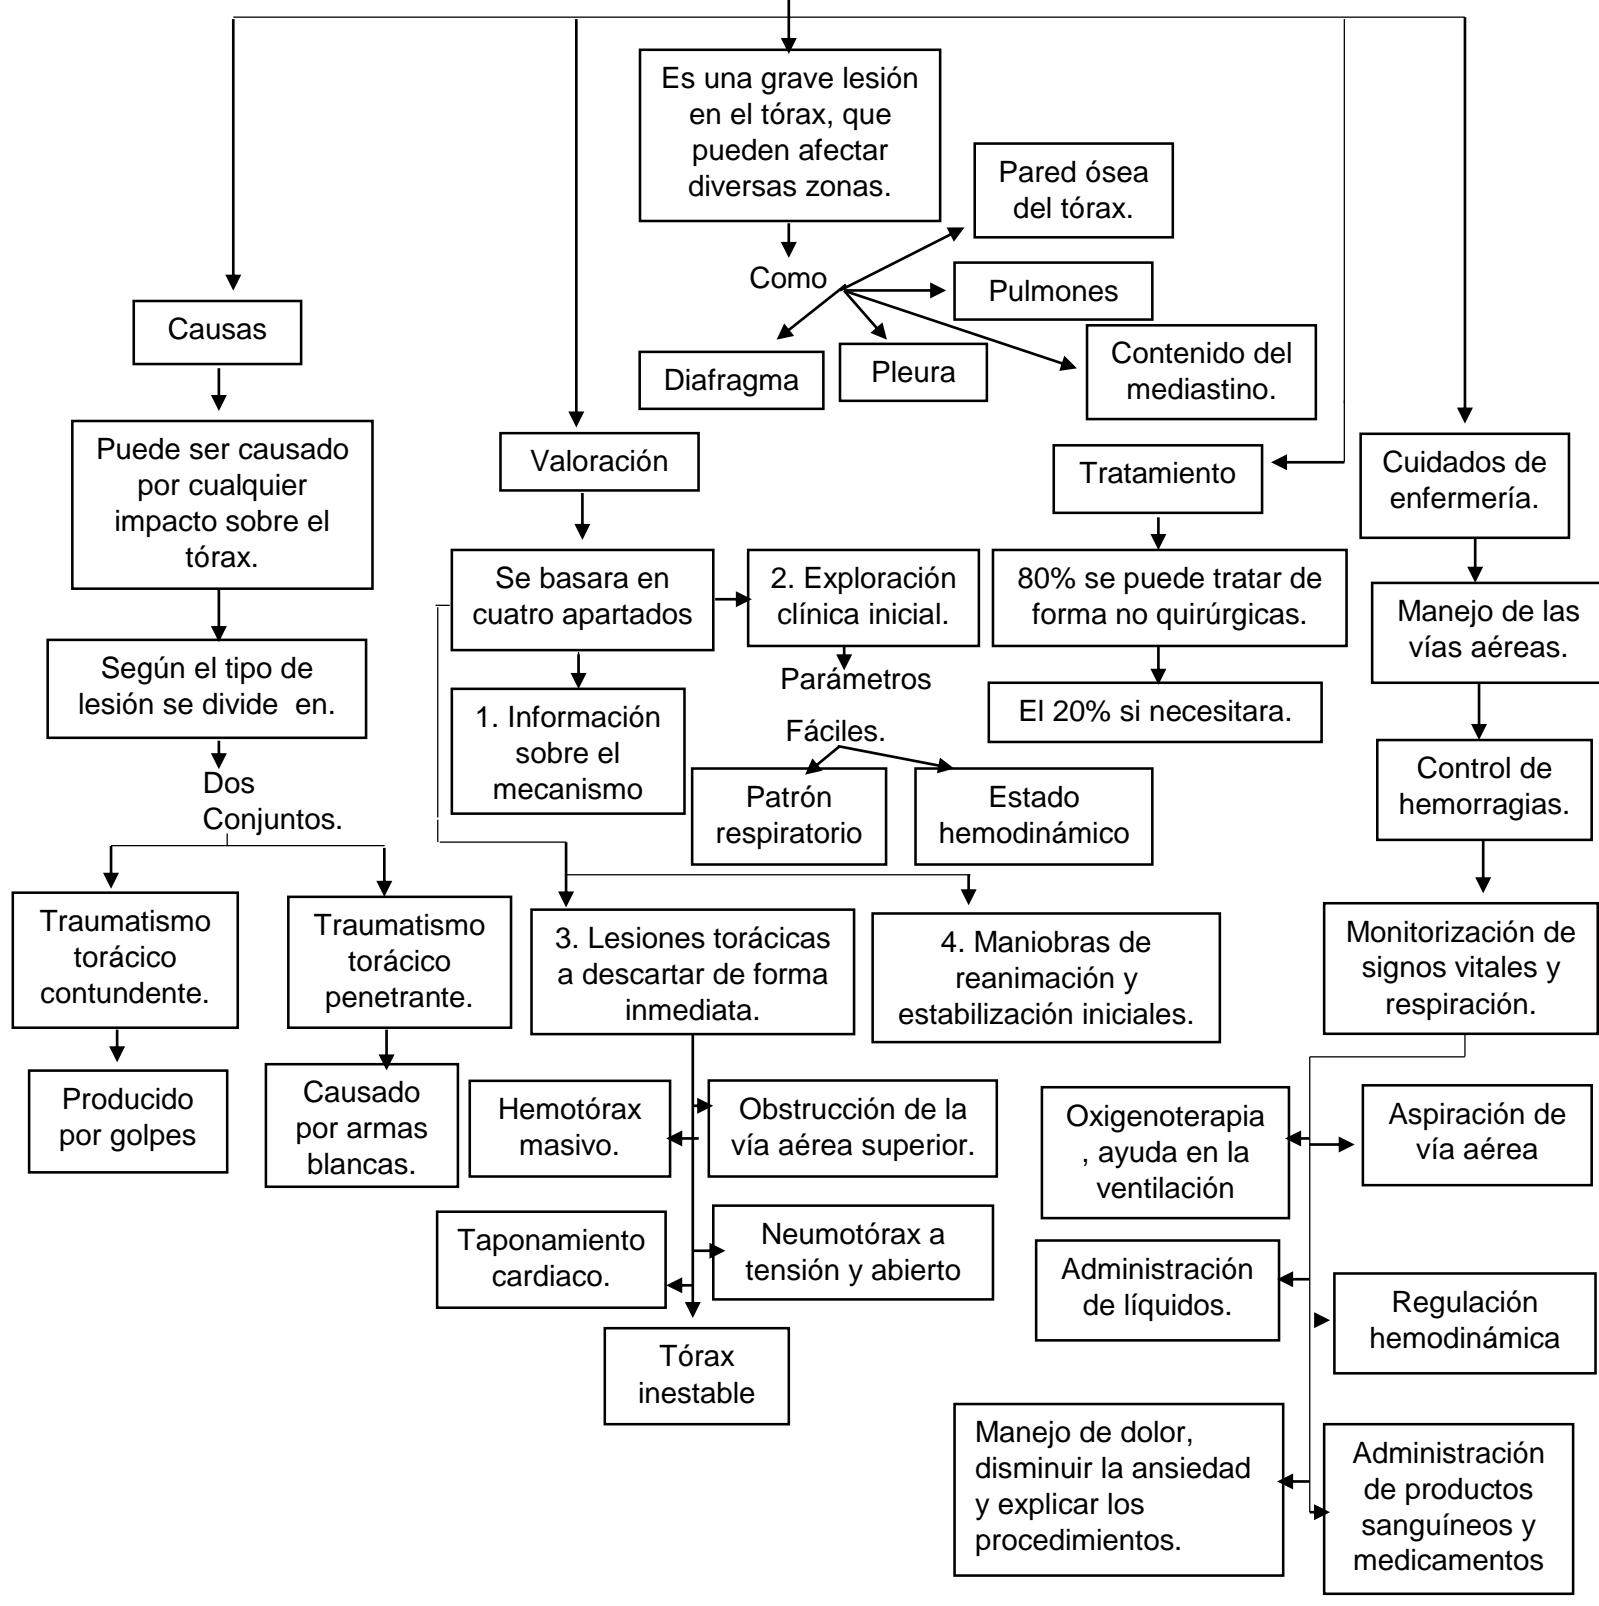 Es una grave lesión
en el tórax, que
pueden afectar
diversas zonas.
Como
Pared ósea
del tórax.
Pulmones
Contenido del
mediastino.
Pleura
Diafragma
Causas
Puede ser causado
por cualquier
impacto sobre el
tórax.
Según el tipo de
lesión se divide  en.
Dos
Conjuntos.
Traumatismo
torácico
contundente.
Producido
por golpes
Traumatismo
torácico
penetrante.
Causado
por armas
blancas.
Valoración
Se basara en
cuatro apartados
1. Información
sobre el
mecanismo
2. Exploración
clínica inicial.
Parámetros
Fáciles.
Patrón
respiratorio
Estado
hemodinámico
3. Lesiones torácicas
a descartar de forma
inmediata.
Hemotórax
masivo.
Obstrucción de la
vía aérea superior.
Taponamiento
cardiaco.
Neumotórax a
tensión y abierto
Tórax
inestable
4. Maniobras de
reanimación y
estabilización iniciales.
Tratamiento
80% se puede tratar de
forma no quirúrgicas.
El 20% si necesitara.
Cuidados de
enfermería.
Manejo de las
vías aéreas.
Control de
hemorragias.
Monitorización de
signos vitales y
respiración.
Oxigenoterapia
, ayuda en la
ventilación
Aspiración de
vía aérea
Administración
de líquidos.
Regulación
hemodinámica
Manejo de dolor,
disminuir la ansiedad
y explicar los
procedimientos.
Administración
de productos
sanguíneos y
medicamentos